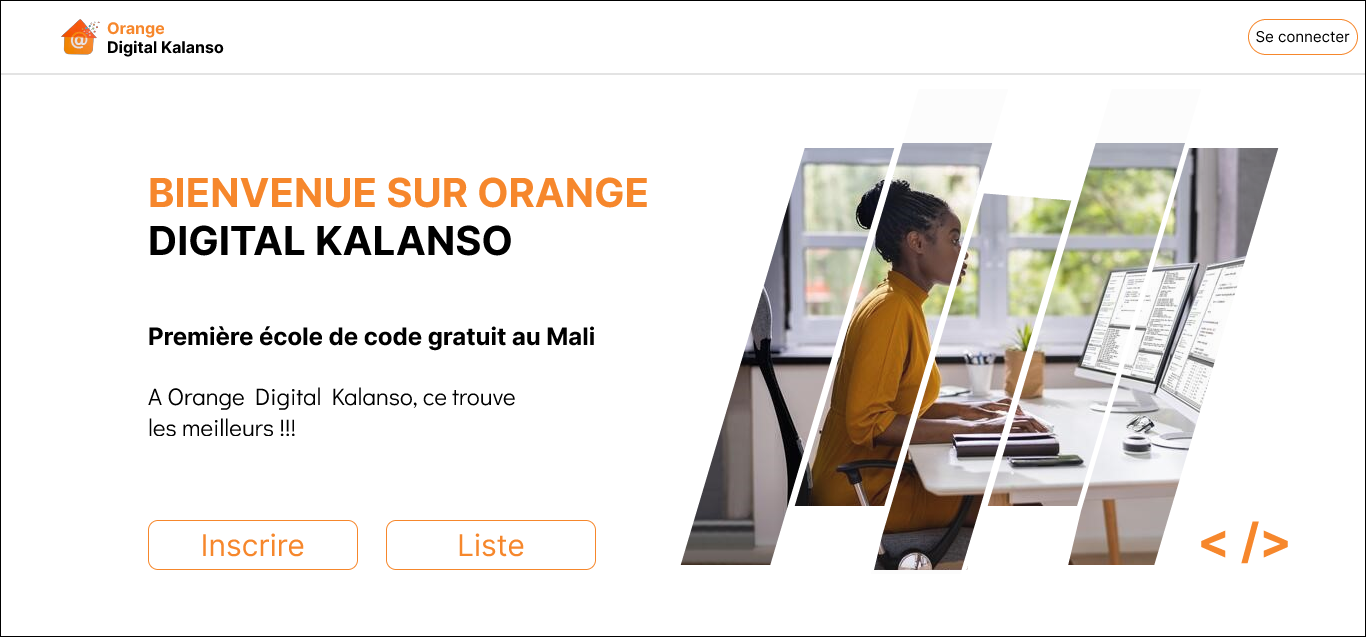 @
Orange
Digital Kalanso
Se connecter
BIENVENUE SUR ORANGE
DIGITAL KALANSO
Première école de code gratuit au Mali
A Orange Digital Kalanso, ce trouve
les meilleurs !!!
Inscrire
Liste
< />